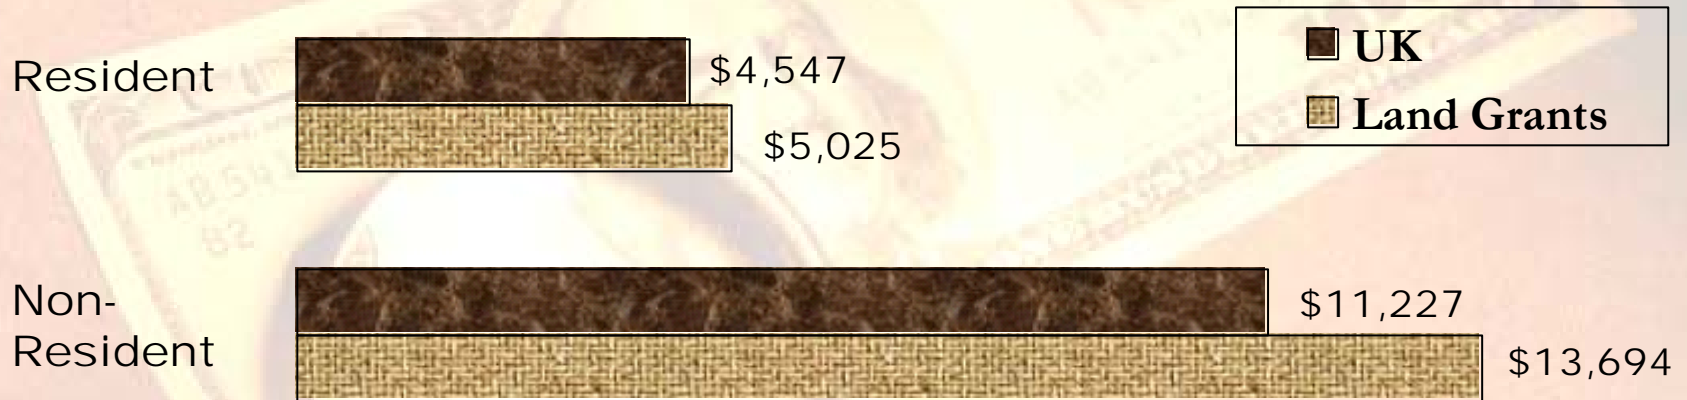 UK
Land Grants
Resident
$4,547
$5,025
Non-
Resident
$11,227
$13,694